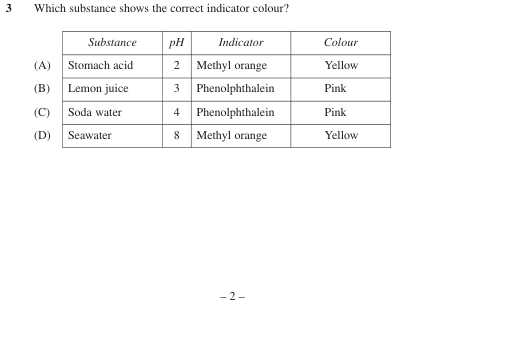 3 Which substance shows the correct indicator colour?
Substance pH Indicator Colour
(A) Stomach acid 2 Methyl orange Yellow
(B) Lemon juice 3 Phenolphthalein Pink
(C) Soda water 4 Phenolphthalein Pink
(D) Seawater 8 Methyl orange Yellow
– 2 –